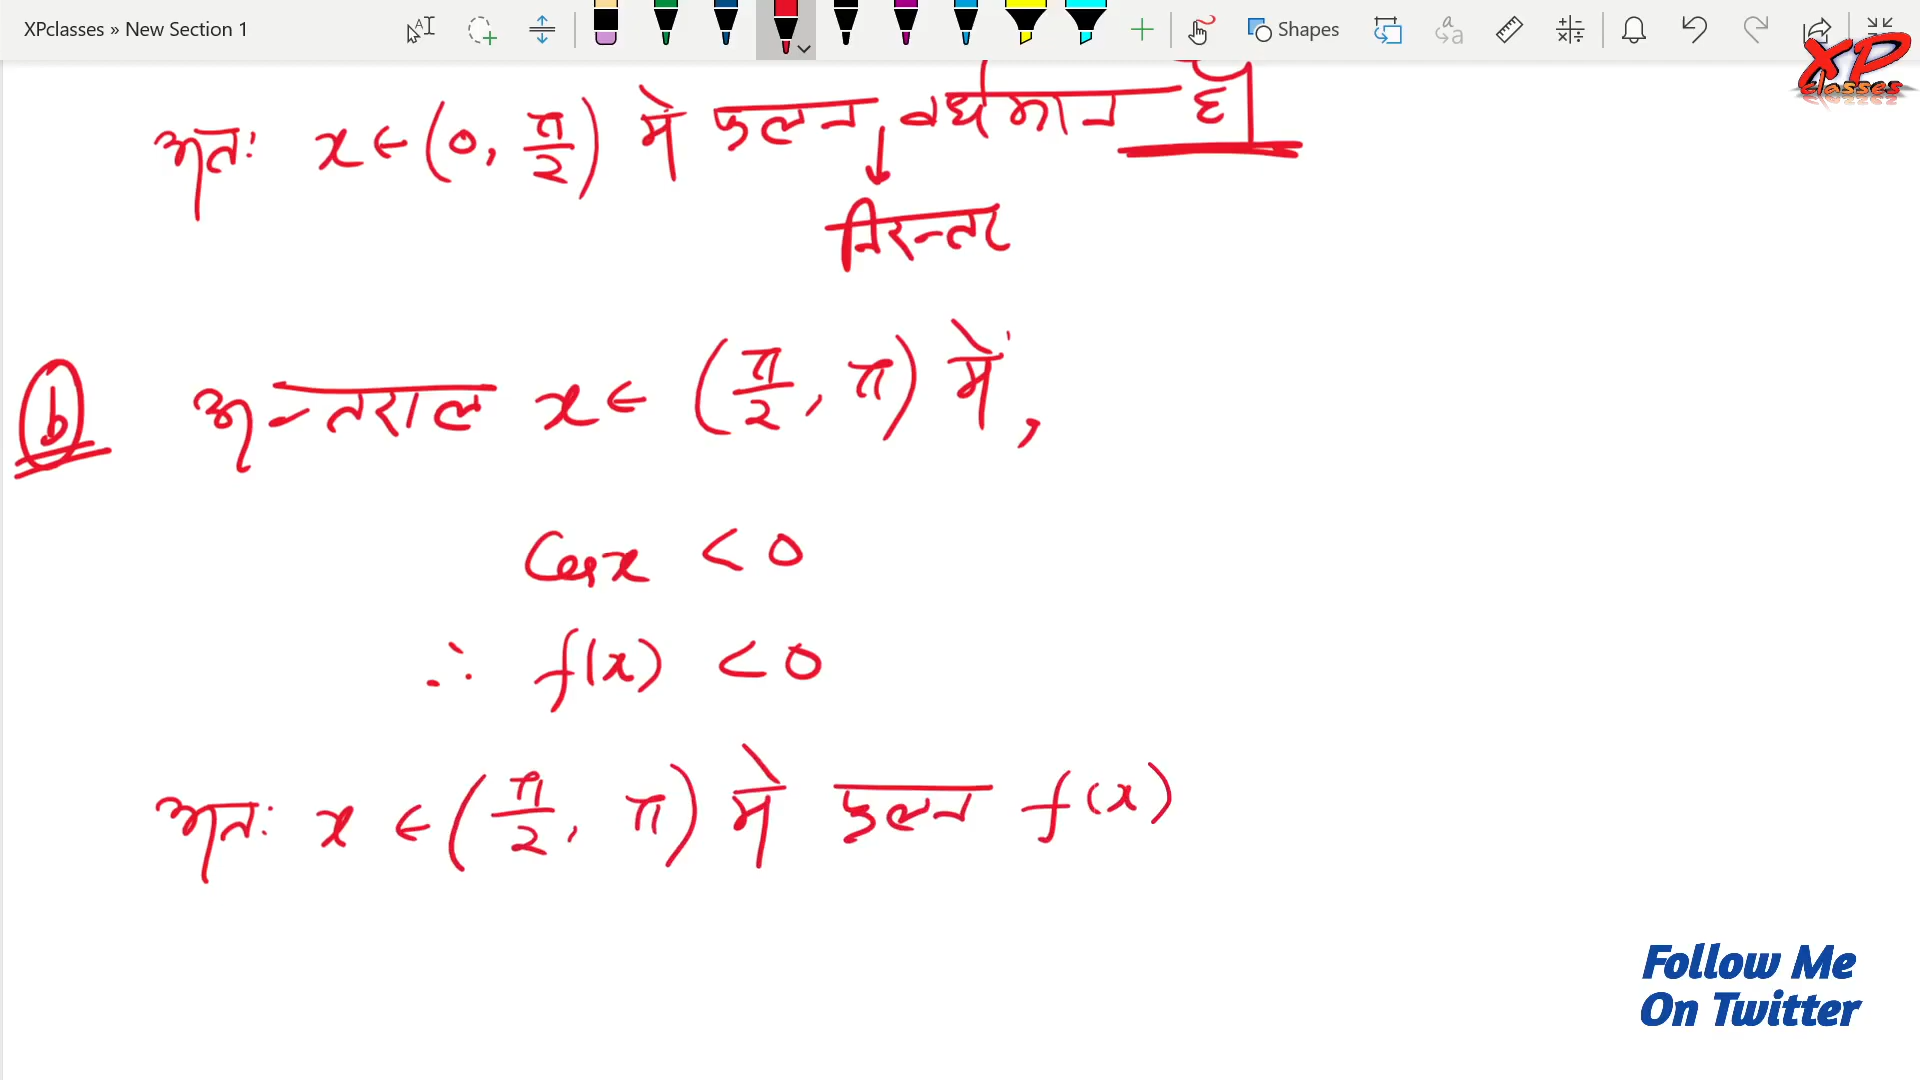 XPclasses » New Section 1
Shapes
XP
classes
अतः x ∈ (0, π/2) में फलन वर्धमान है
↓
निरन्तर
(b) अन्तराल x ∈ (π/2, π) में,
Cosx < 0
∴ f(x) < 0
अतः x ∈ (π/2, π) में फलन f(x)
Follow Me
On Twitter